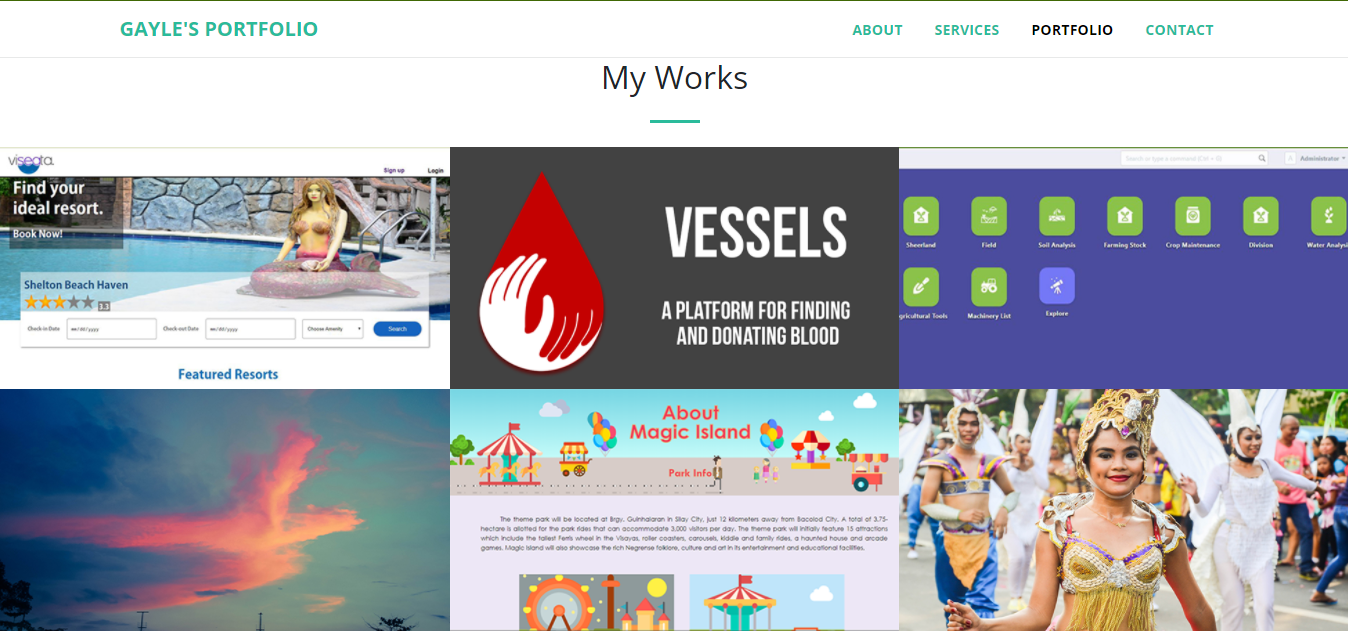 GAYLE'S PORTFOLIO
ABOUT SERVICES PORTFOLIO CONTACT
My Works
viseata.
Sign up Login
Find your
ideal resort.
Book Now!
Shelton Beach Haven
3.3
Check-in Date mm/dd/yyyy Check-out Date mm/dd/yyyy Choose Amenity Search
Featured Resorts
VESSELS
A PLATFORM FOR FINDING
AND DONATING BLOOD
Search or type a command (Ctrl + G) A Administrator
Sheerland Field Soil Analysis Farming Stock Crop Maintenance Division Water Analysi
gricultural Tools Machinery List Explore
About
Magic Island
Park Info
The theme park will be located at Brgy. Guinhalaran in Silay City, just 12 kilometers away from Bacolod City. A total of 3.75-
hectare is allotted for the park rides that can accommodate 3,000 visitors per day. The theme park will initially feature 15 attractions
which include the tallest Ferris wheel in the Visayas, roller coasters, carousels, kiddie and family rides, a haunted house and arcade
games. Magic Island will also showcase the rich Negrense folklore, culture and art in its entertainment and educational facilities.